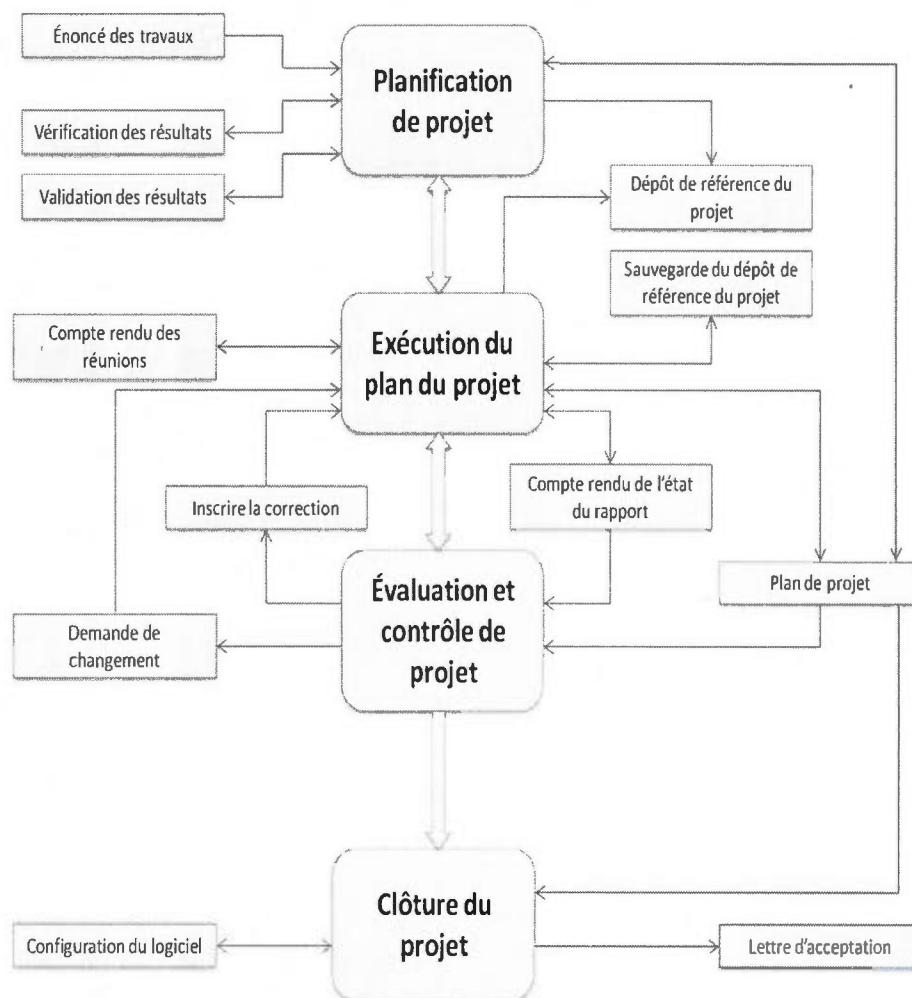 Énoncé des travaux
Planification
de projet
Vérification des résultats
Validation des résultats
Dépôt de référence du
projet
Sauvegarde du dépôt de
référence du projet
Compte rendu des
réunions
Exécution du
plan du projet
Inscrire la correction
Compte rendu de l'état
du rapport
Évaluation et
contrôle de
projet
Plan de projet
Demande de
changement
Clôture du
projet
Configuration du logiciel
Lettre d'acceptation